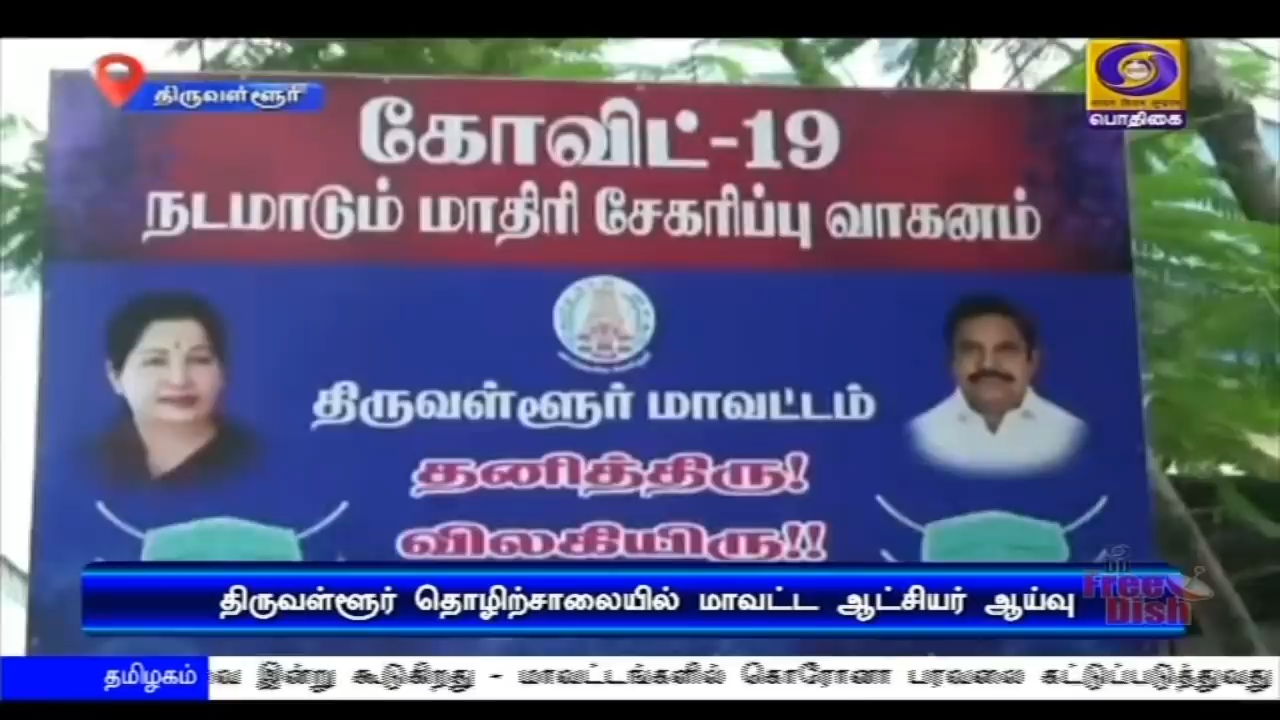 திருவள்ளூர்
பொதிகை
கோவிட்-19
நடமாடும் மாதிரி சேகரிப்பு வாகனம்
திருவள்ளூர் மாவட்டம்
தனித்திரு!
விலகியிரு!!
திருவள்ளூர் தொழிற்சாலையில் மாவட்ட ஆட்சியர் ஆய்வு
Free Dish
தமிழகம் இன்று கூடுகிறது - மாவட்டங்களில் கொரோனா பரவலை கட்டுப்படுத்துவது